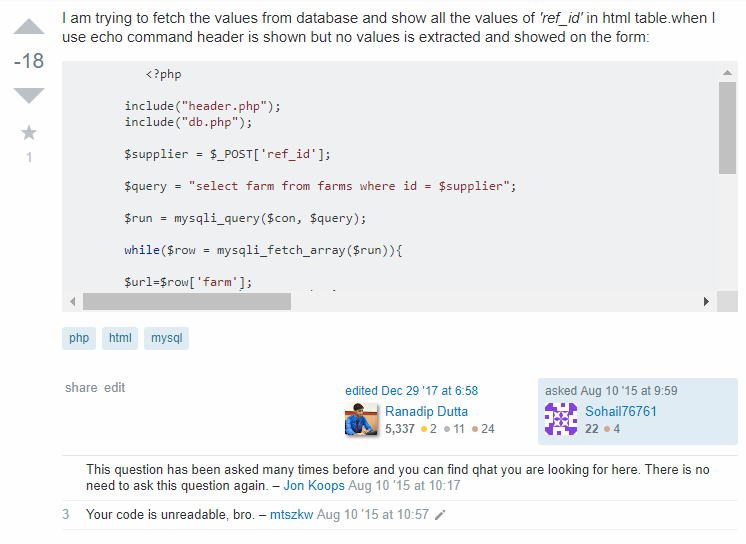 I am trying to fetch the values from database and show all the values of 'ref_id' in html table.when I
use echo command header is shown but no values is extracted and showed on the form:
-18
1
<?php
include("header.php");
include("db.php");
$supplier = $_POST['ref_id'];
$query = "select farm from farms where id = $supplier";
$run = mysqli_query($con, $query);
while($row = mysqli_fetch_array($run)){
$url=$row['farm'];
php html mysql
share edit
edited Dec 29 '17 at 6:58
Ranadip Dutta
5,337 2 11 24
asked Aug 10 '15 at 9:59
Sohail76761
22 4
This question has been asked many times before and you can find qhat you are looking for here. There is no
need to ask this question again. – Jon Koops Aug 10 '15 at 10:17
3 Your code is unreadable, bro. – mtszkw Aug 10 '15 at 10:57